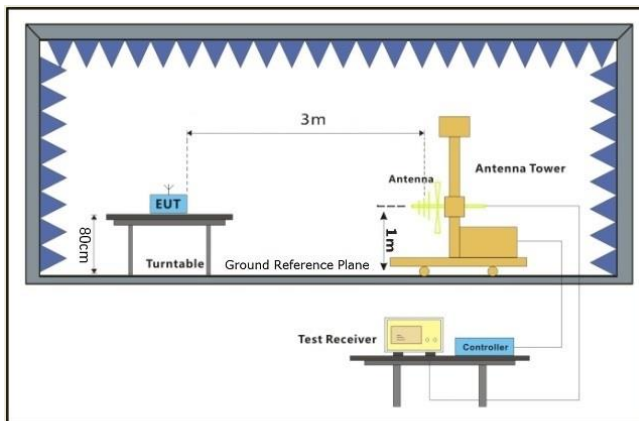 3m
Antenna
Antenna Tower
EUT
80cm
1m
Turntable
Ground Reference Plane
Test Receiver
Controller